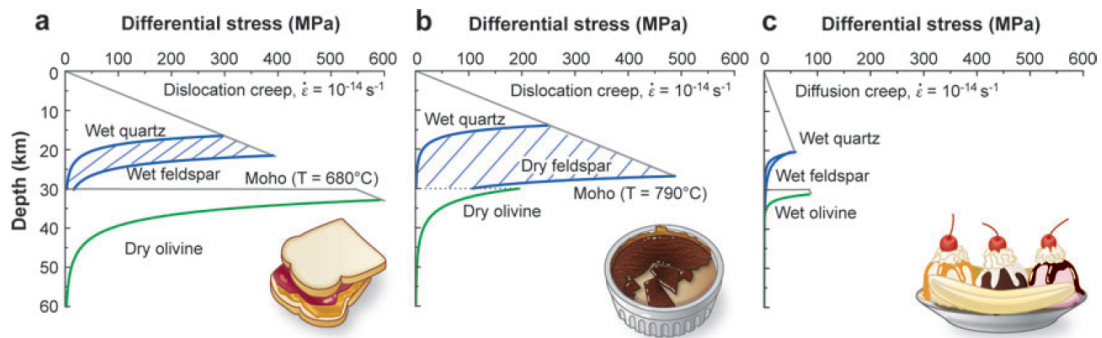 a
Differential stress (MPa)
0 100 200 300 400 500 600
Dislocation creep, ε̇ = 10⁻¹⁴ s⁻¹
Wet quartz
Wet feldspar
Moho (T = 680°C)
Dry olivine
Depth (km)
0
10
20
30
40
50
60
b
Differential stress (MPa)
0 100 200 300 400 500 600
Dislocation creep, ε̇ = 10⁻¹⁴ s⁻¹
Wet quartz
Dry feldspar
Moho (T = 790°C)
Dry olivine
c
Differential stress (MPa)
0 100 200 300 400 500 600
Diffusion creep, ε̇ = 10⁻¹⁴ s⁻¹
Wet quartz
Wet feldspar
Wet olivine